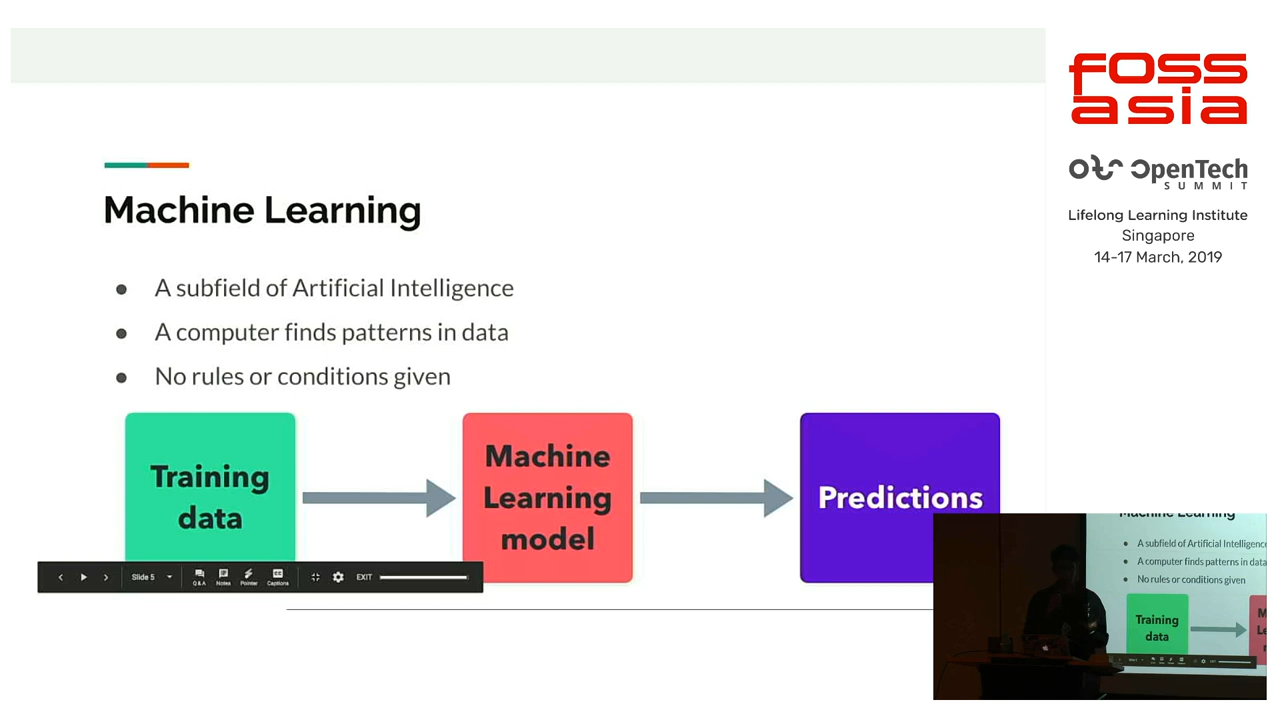 Machine Learning
A subfield of Artificial Intelligence
A computer finds patterns in data
No rules or conditions given
Training
data
Machine
Learning
model
Predictions
Slide 5
Q & A
Notes
Pointer
Captions
EXIT
foss
asia
OpenTech
SUMMIT
Lifelong Learning Institute
Singapore
14-17 March, 2019
Machine Learning
A subfield of Artificial Intelligence
A computer finds patterns in data
No rules or conditions given
Training
data